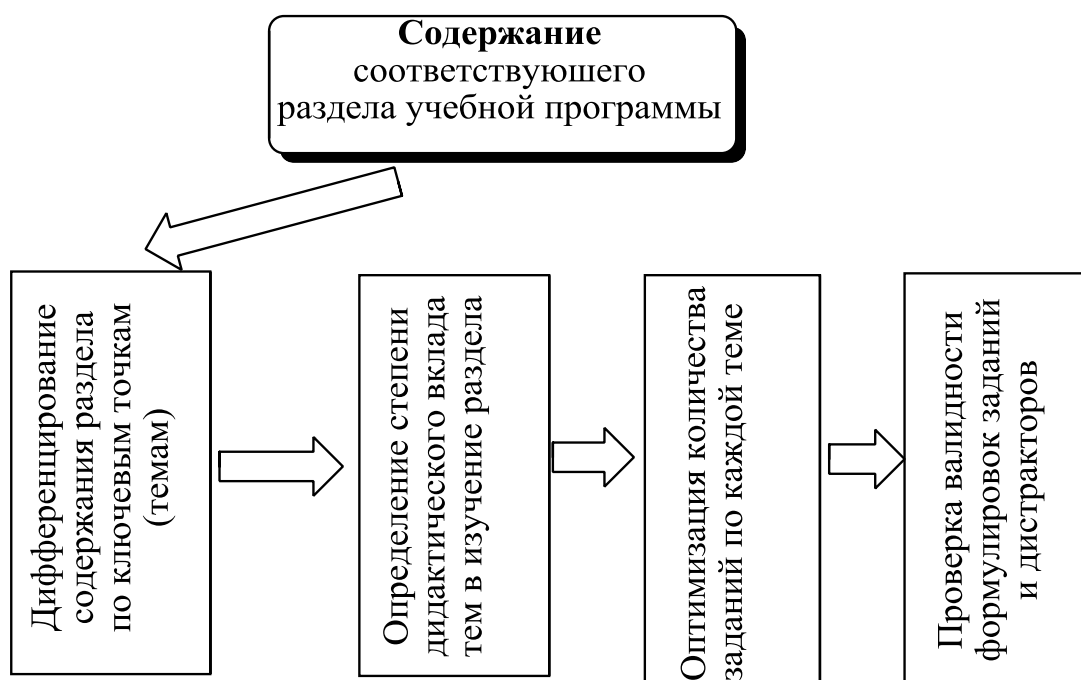 Содержание
соответствуюшего
раздела учебной программы
Дифференцирование
содержания раздела
по ключевым точкам
(темам)
Определение степени
дидактического вклада
тем в изучение раздела
Оптимизация количества
заданий по каждой теме
Проверка валидности
формулировок заданий
и дистракторов